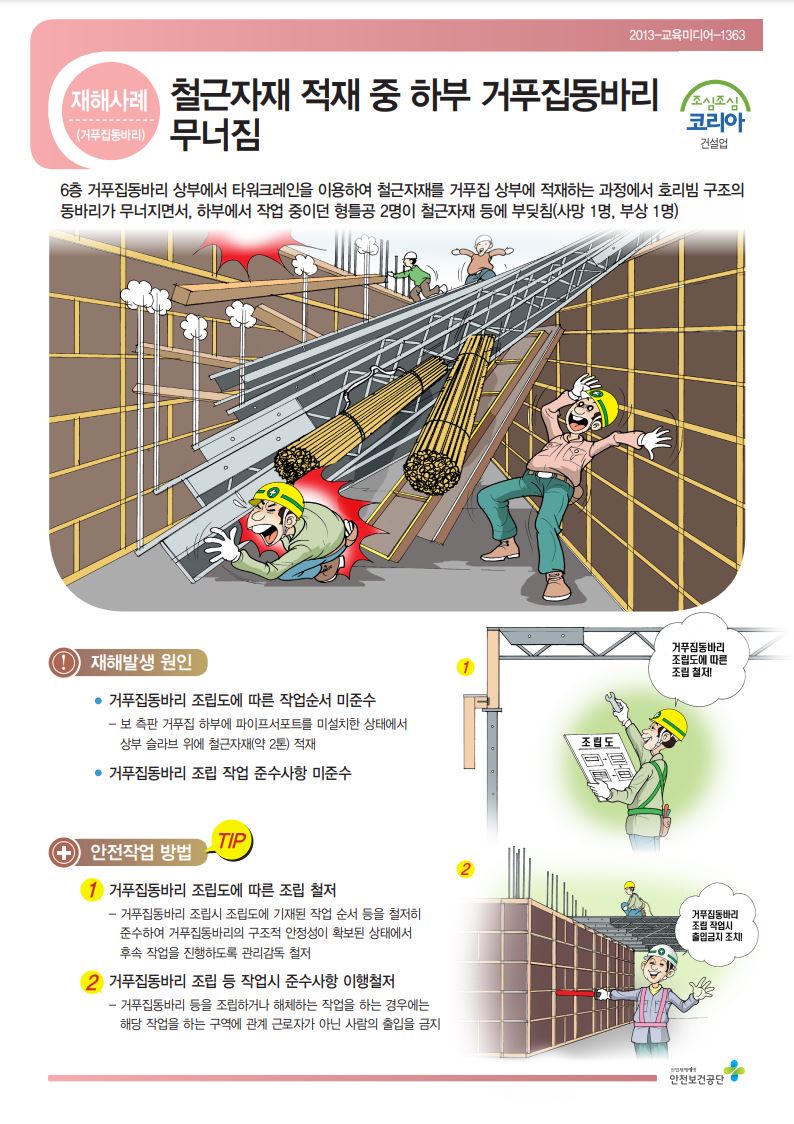 2013-교육미디어-1363
재해사례
(거푸집동바리)
철근자재 적재 중 하부 거푸집동바리
무너짐
조심조심
코리아
건설업
6층 거푸집동바리 상부에서 타워크레인을 이용하여 철근자재를 거푸집 상부에 적재하는 과정에서 호리빔 구조의
동바리가 무너지면서, 하부에서 작업 중이던 형틀공 2명이 철근자재 등에 부딪침(사망 1명, 부상 1명)
! 재해발생 원인
• 거푸집동바리 조립도에 따른 작업순서 미준수
– 보 측판 거푸집 하부에 파이프서포트를 미설치한 상태에서
상부 슬라브 위에 철근자재(약 2톤) 적재
• 거푸집동바리 조립 작업 준수사항 미준수
1
거푸집동바리
조립도에 따른
조립 철저!
조립도
안전작업 방법
TIP
1 거푸집동바리 조립도에 따른 조립 철저
– 거푸집동바리 조립시 조립도에 기재된 작업 순서 등을 철저히
준수하여 거푸집동바리의 구조적 안정성이 확보된 상태에서
후속 작업을 진행하도록 관리감독 철저
2 거푸집동바리 조립 등 작업시 준수사항 이행철저
– 거푸집동바리 등을 조립하거나 해체하는 작업을 하는 경우에는
해당 작업을 하는 구역에 관계 근로자가 아닌 사람의 출입을 금지
2
거푸집동바리
조립 작업시
출입금지 조치!
산업재해예방
안전보건공단